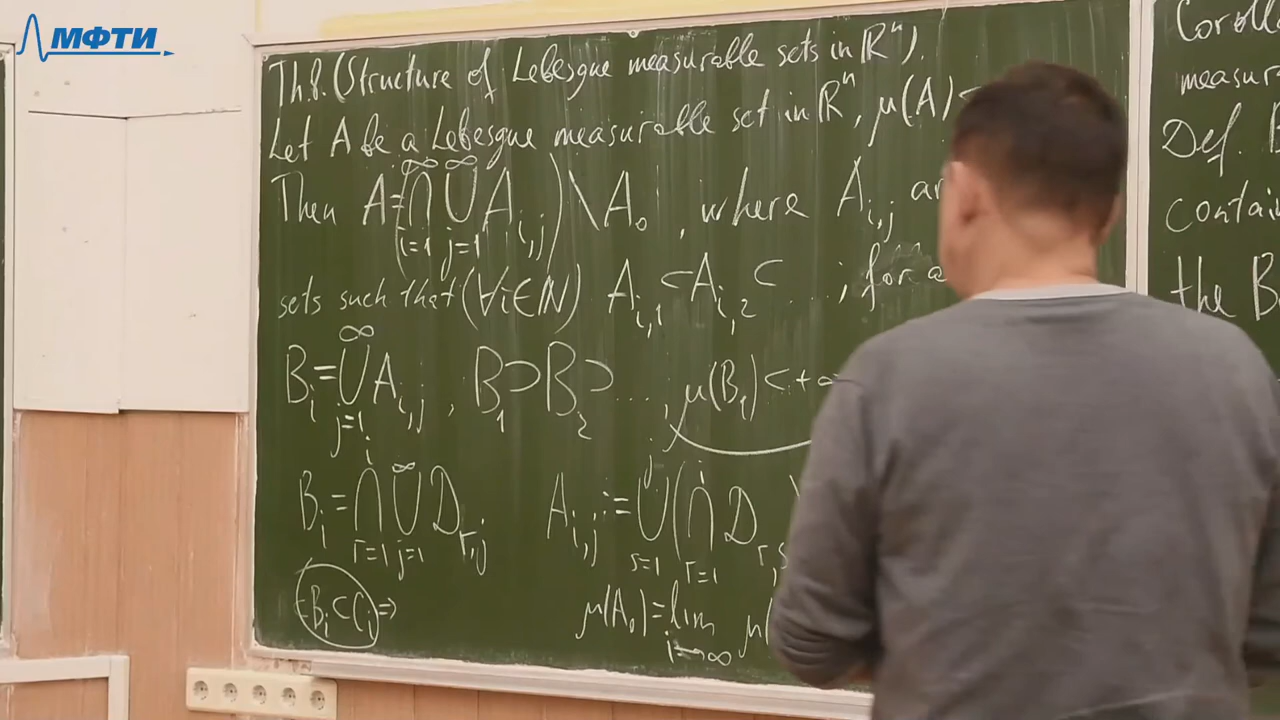 МФТИ
Th.8. (Structure of Lebesgue measurable sets in ℝⁿ).
Let A be a Lebesgue measurable set in ℝⁿ, μ(A) <
Then A = (⋂_{i=1}^∞ ⋃_{j=1}^∞ A_{i,j}) \ A₀, where A_{i,j} ar
sets such that (∀i∈ℕ) A_{i,1} ⊂ A_{i,2} ⊂ ...; for a
B_i = ⋃_{j=1}^∞ A_{i,j}, B₁ ⊃ B₂ ⊃ ..., μ(B₁) < +∞
B_i = ⋂_{r=1}^i ⋃_{j=1}^∞ D_{r,j} A_{i,j} := ⋃_{s=1}^j (⋂_{r=1}^i D_{r,s}
B_i ⊂ C_i ⇒ μ(A₀) = lim_{i→∞} μ(
Coroll
measura
Def. B
contain
the B